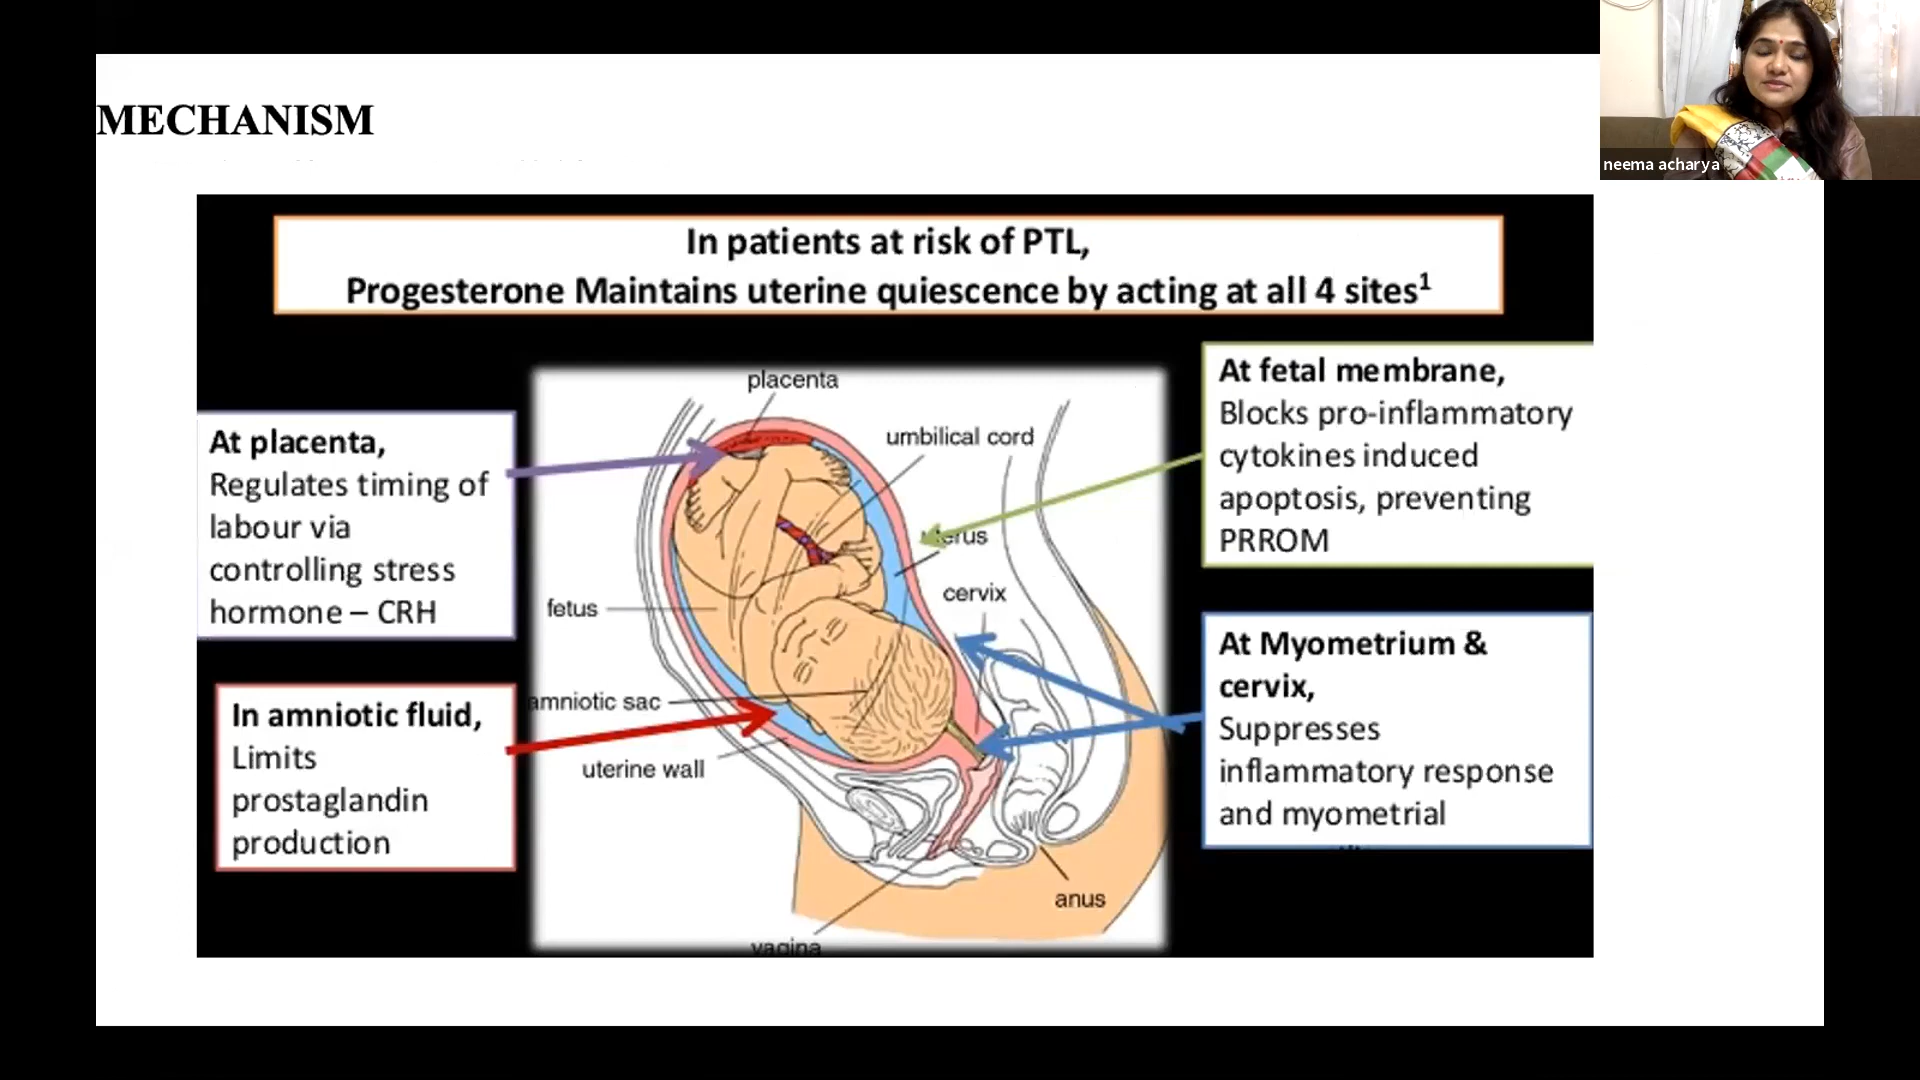 MECHANISM
neema acharya
In patients at risk of PTL,
Progesterone Maintains uterine quiescence by acting at all 4 sites¹
At placenta,
Regulates timing of
labour via
controlling stress
hormone – CRH
In amniotic fluid,
Limits
prostaglandin
production
placenta
umbilical cord
uterus
cervix
fetus
amniotic sac
uterine wall
anus
vagina
At fetal membrane,
Blocks pro-inflammatory
cytokines induced
apoptosis, preventing
PRROM
At Myometrium &
cervix,
Suppresses
inflammatory response
and myometrial